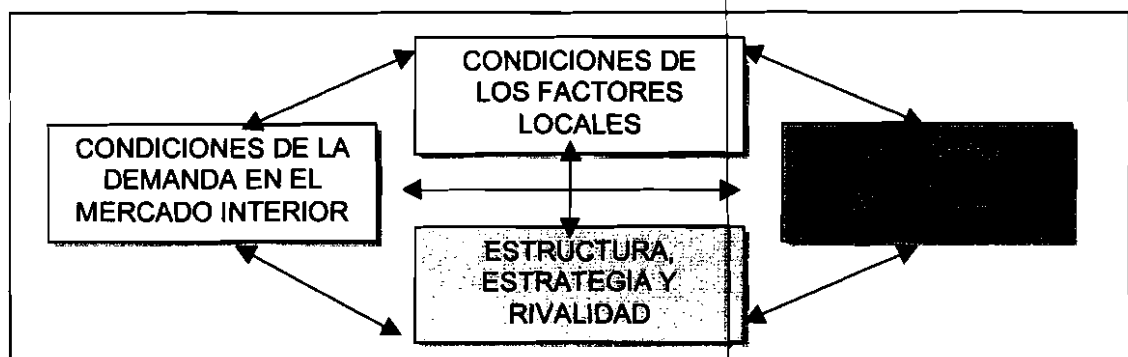 CONDICIONES DE
LOS FACTORES
LOCALES
CONDICIONES DE LA
DEMANDA EN EL
MERCADO INTERIOR
ESTRUCTURA,
ESTRATEGIA Y
RIVALIDAD